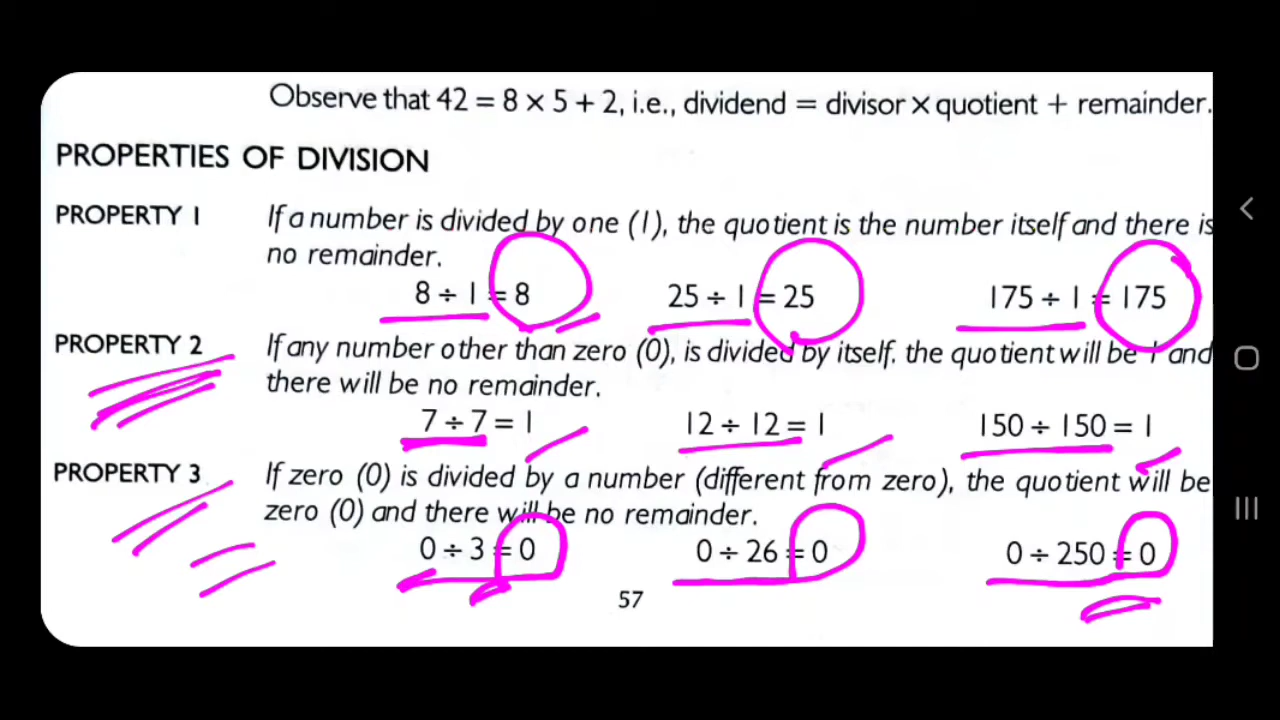 Observe that 42 = 8 × 5 + 2, i.e., dividend = divisor × quotient + remainder.
PROPERTIES OF DIVISION
PROPERTY 1 If a number is divided by one (1), the quotient is the number itself and there is
no remainder.
8 ÷ 1 = 8 25 ÷ 1 = 25 175 ÷ 1 = 175
PROPERTY 2 If any number other than zero (0), is divided by itself, the quotient will be 1 and
there will be no remainder.
7 ÷ 7 = 1 12 ÷ 12 = 1 150 ÷ 150 = 1
PROPERTY 3 If zero (0) is divided by a number (different from zero), the quotient will be
zero (0) and there will be no remainder.
0 ÷ 3 = 0 0 ÷ 26 = 0 0 ÷ 250 = 0
57